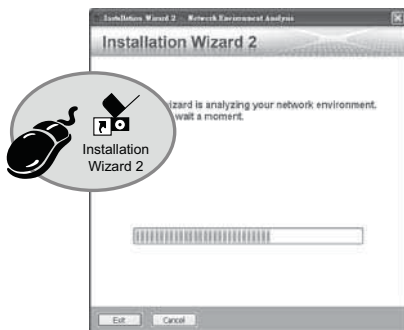 Installation Wizard 2 - Network Environment Analysis
Installation Wizard 2
izard is analyzing your network environment.
wait a moment.
Installation
Wizard 2
Exit
Cancel